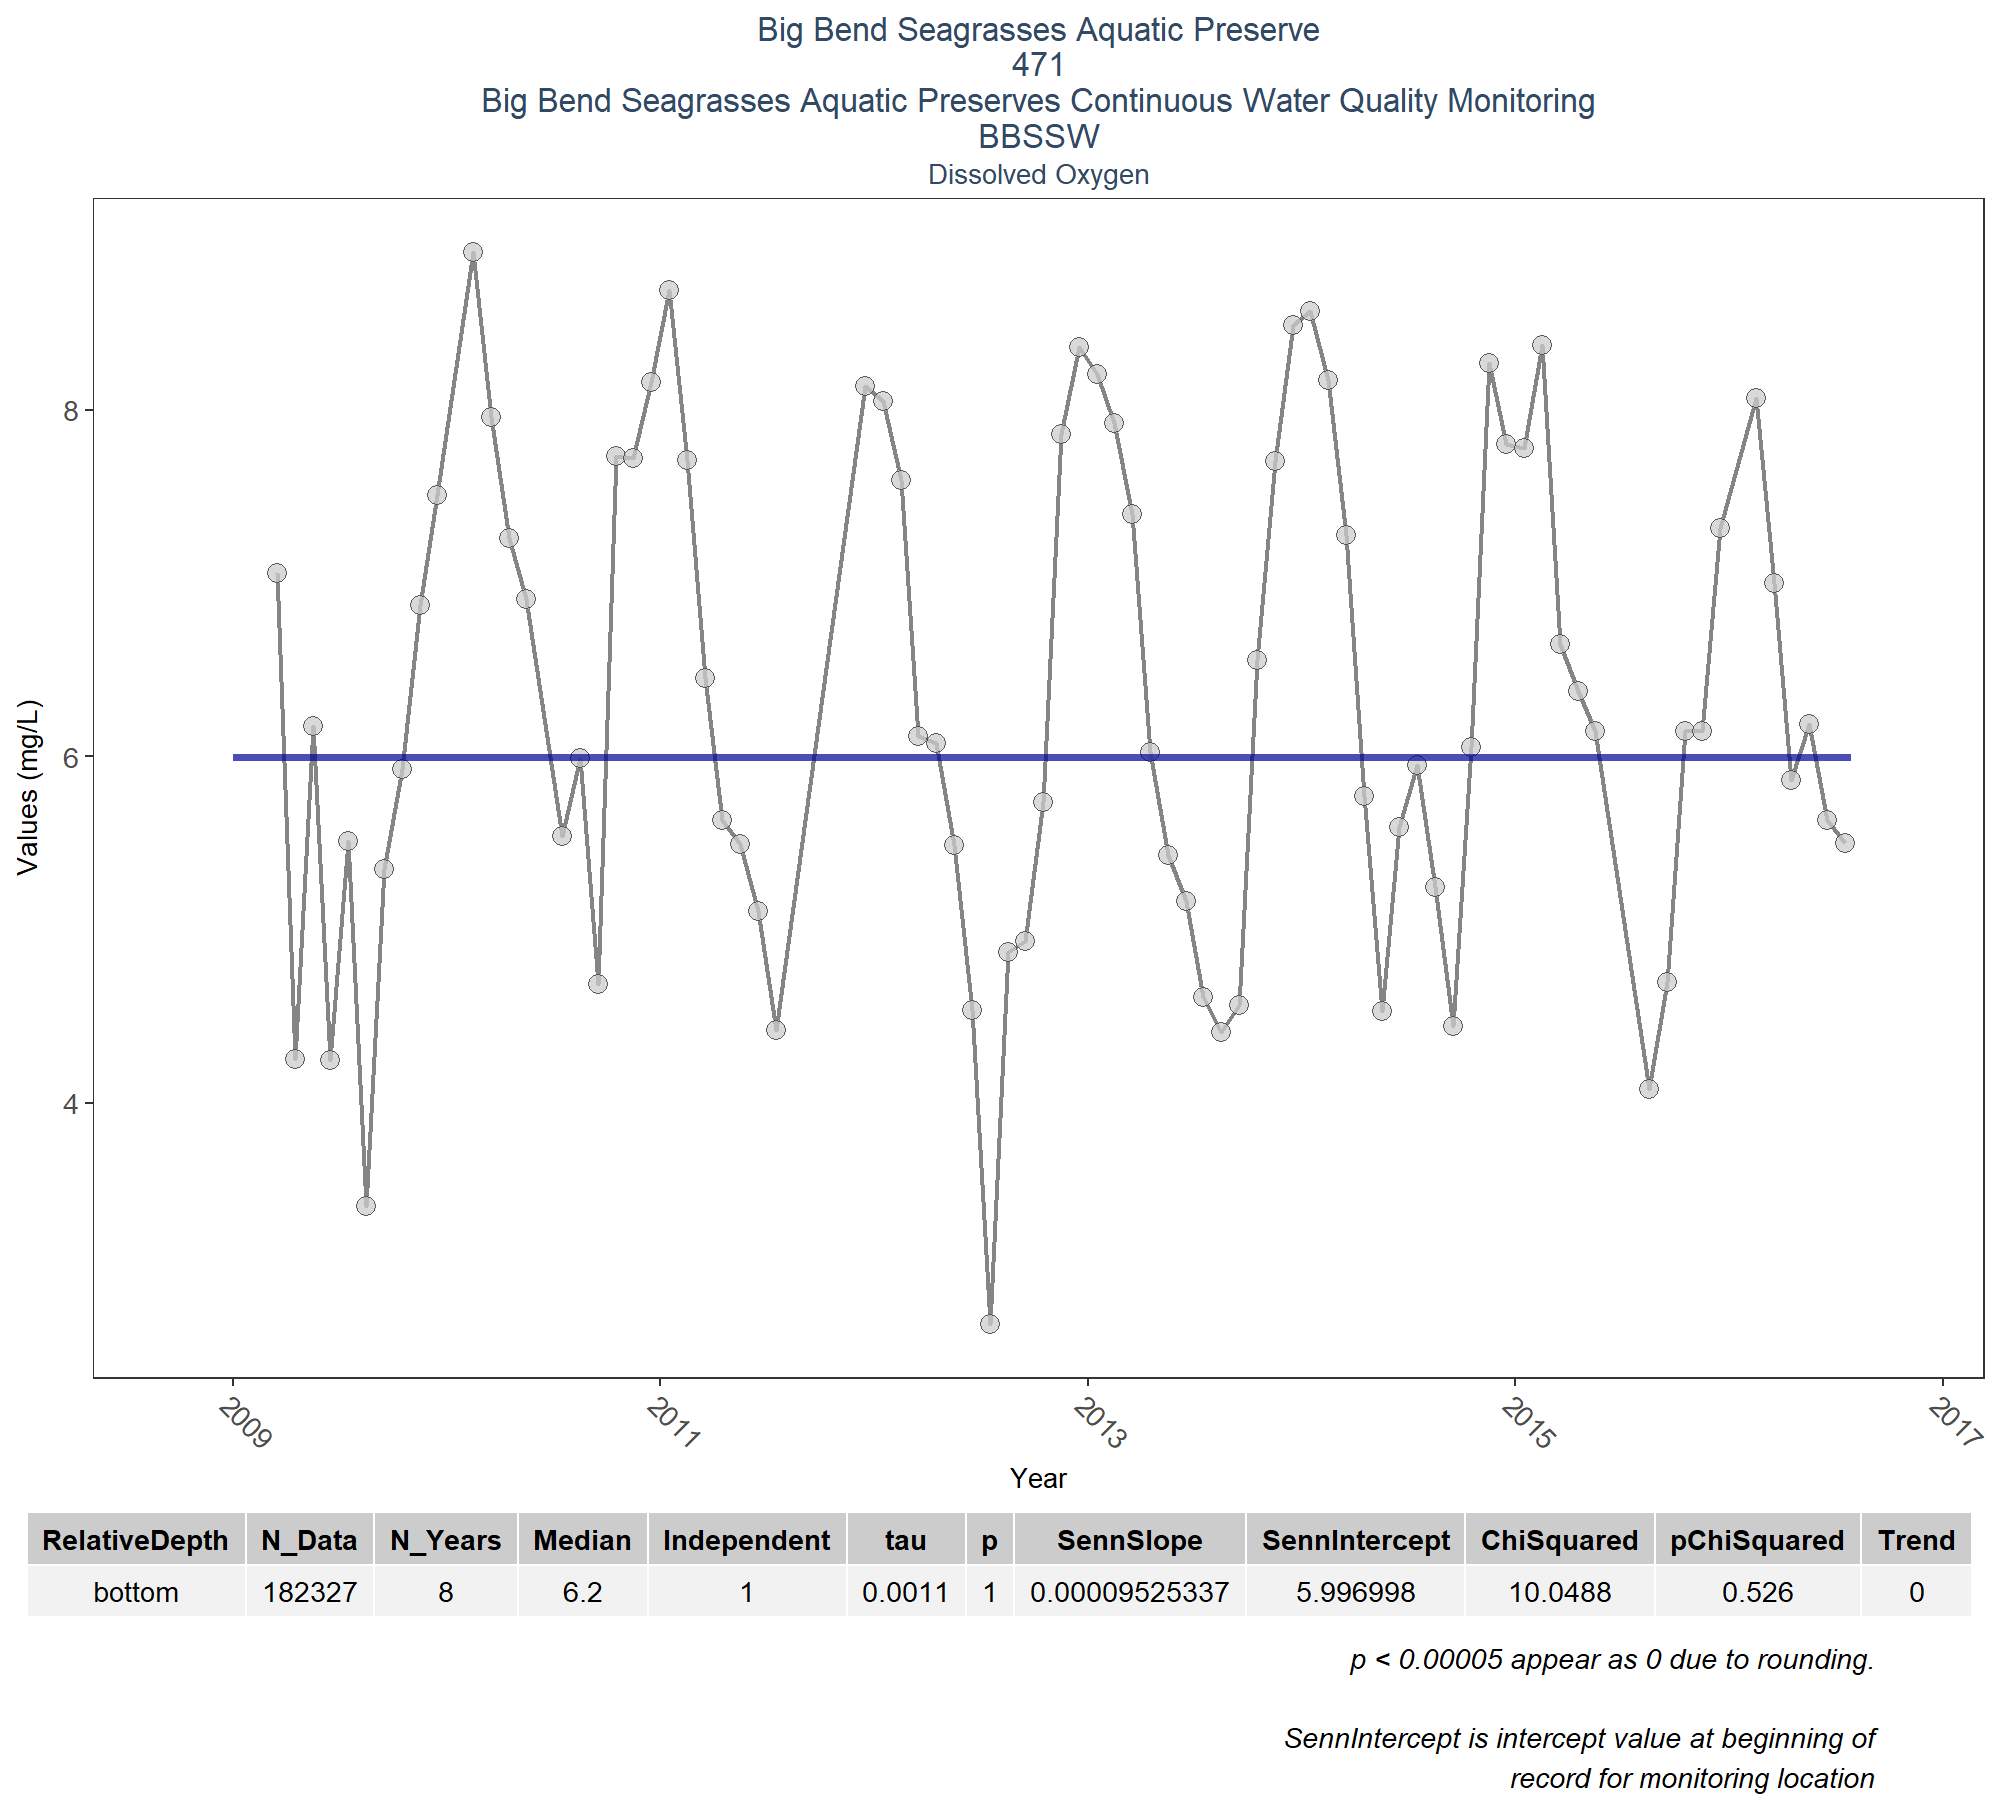 Big Bend Seagrasses Aquatic Preserve
471
Big Bend Seagrasses Aquatic Preserves Continuous Water Quality Monitoring
BBSSW
Dissolved Oxygen
Values (mg/L)
8
6
4
2009 2011 2013 2015 2017
Year
RelativeDepth N_Data N_Years Median Independent tau p SennSlope SennIntercept ChiSquared pChiSquared Trend
bottom 182327 8 6.2 1 0.0011 1 0.00009525337 5.996998 10.0488 0.526 0
p < 0.00005 appear as 0 due to rounding.
SennIntercept is intercept value at beginning of
record for monitoring location